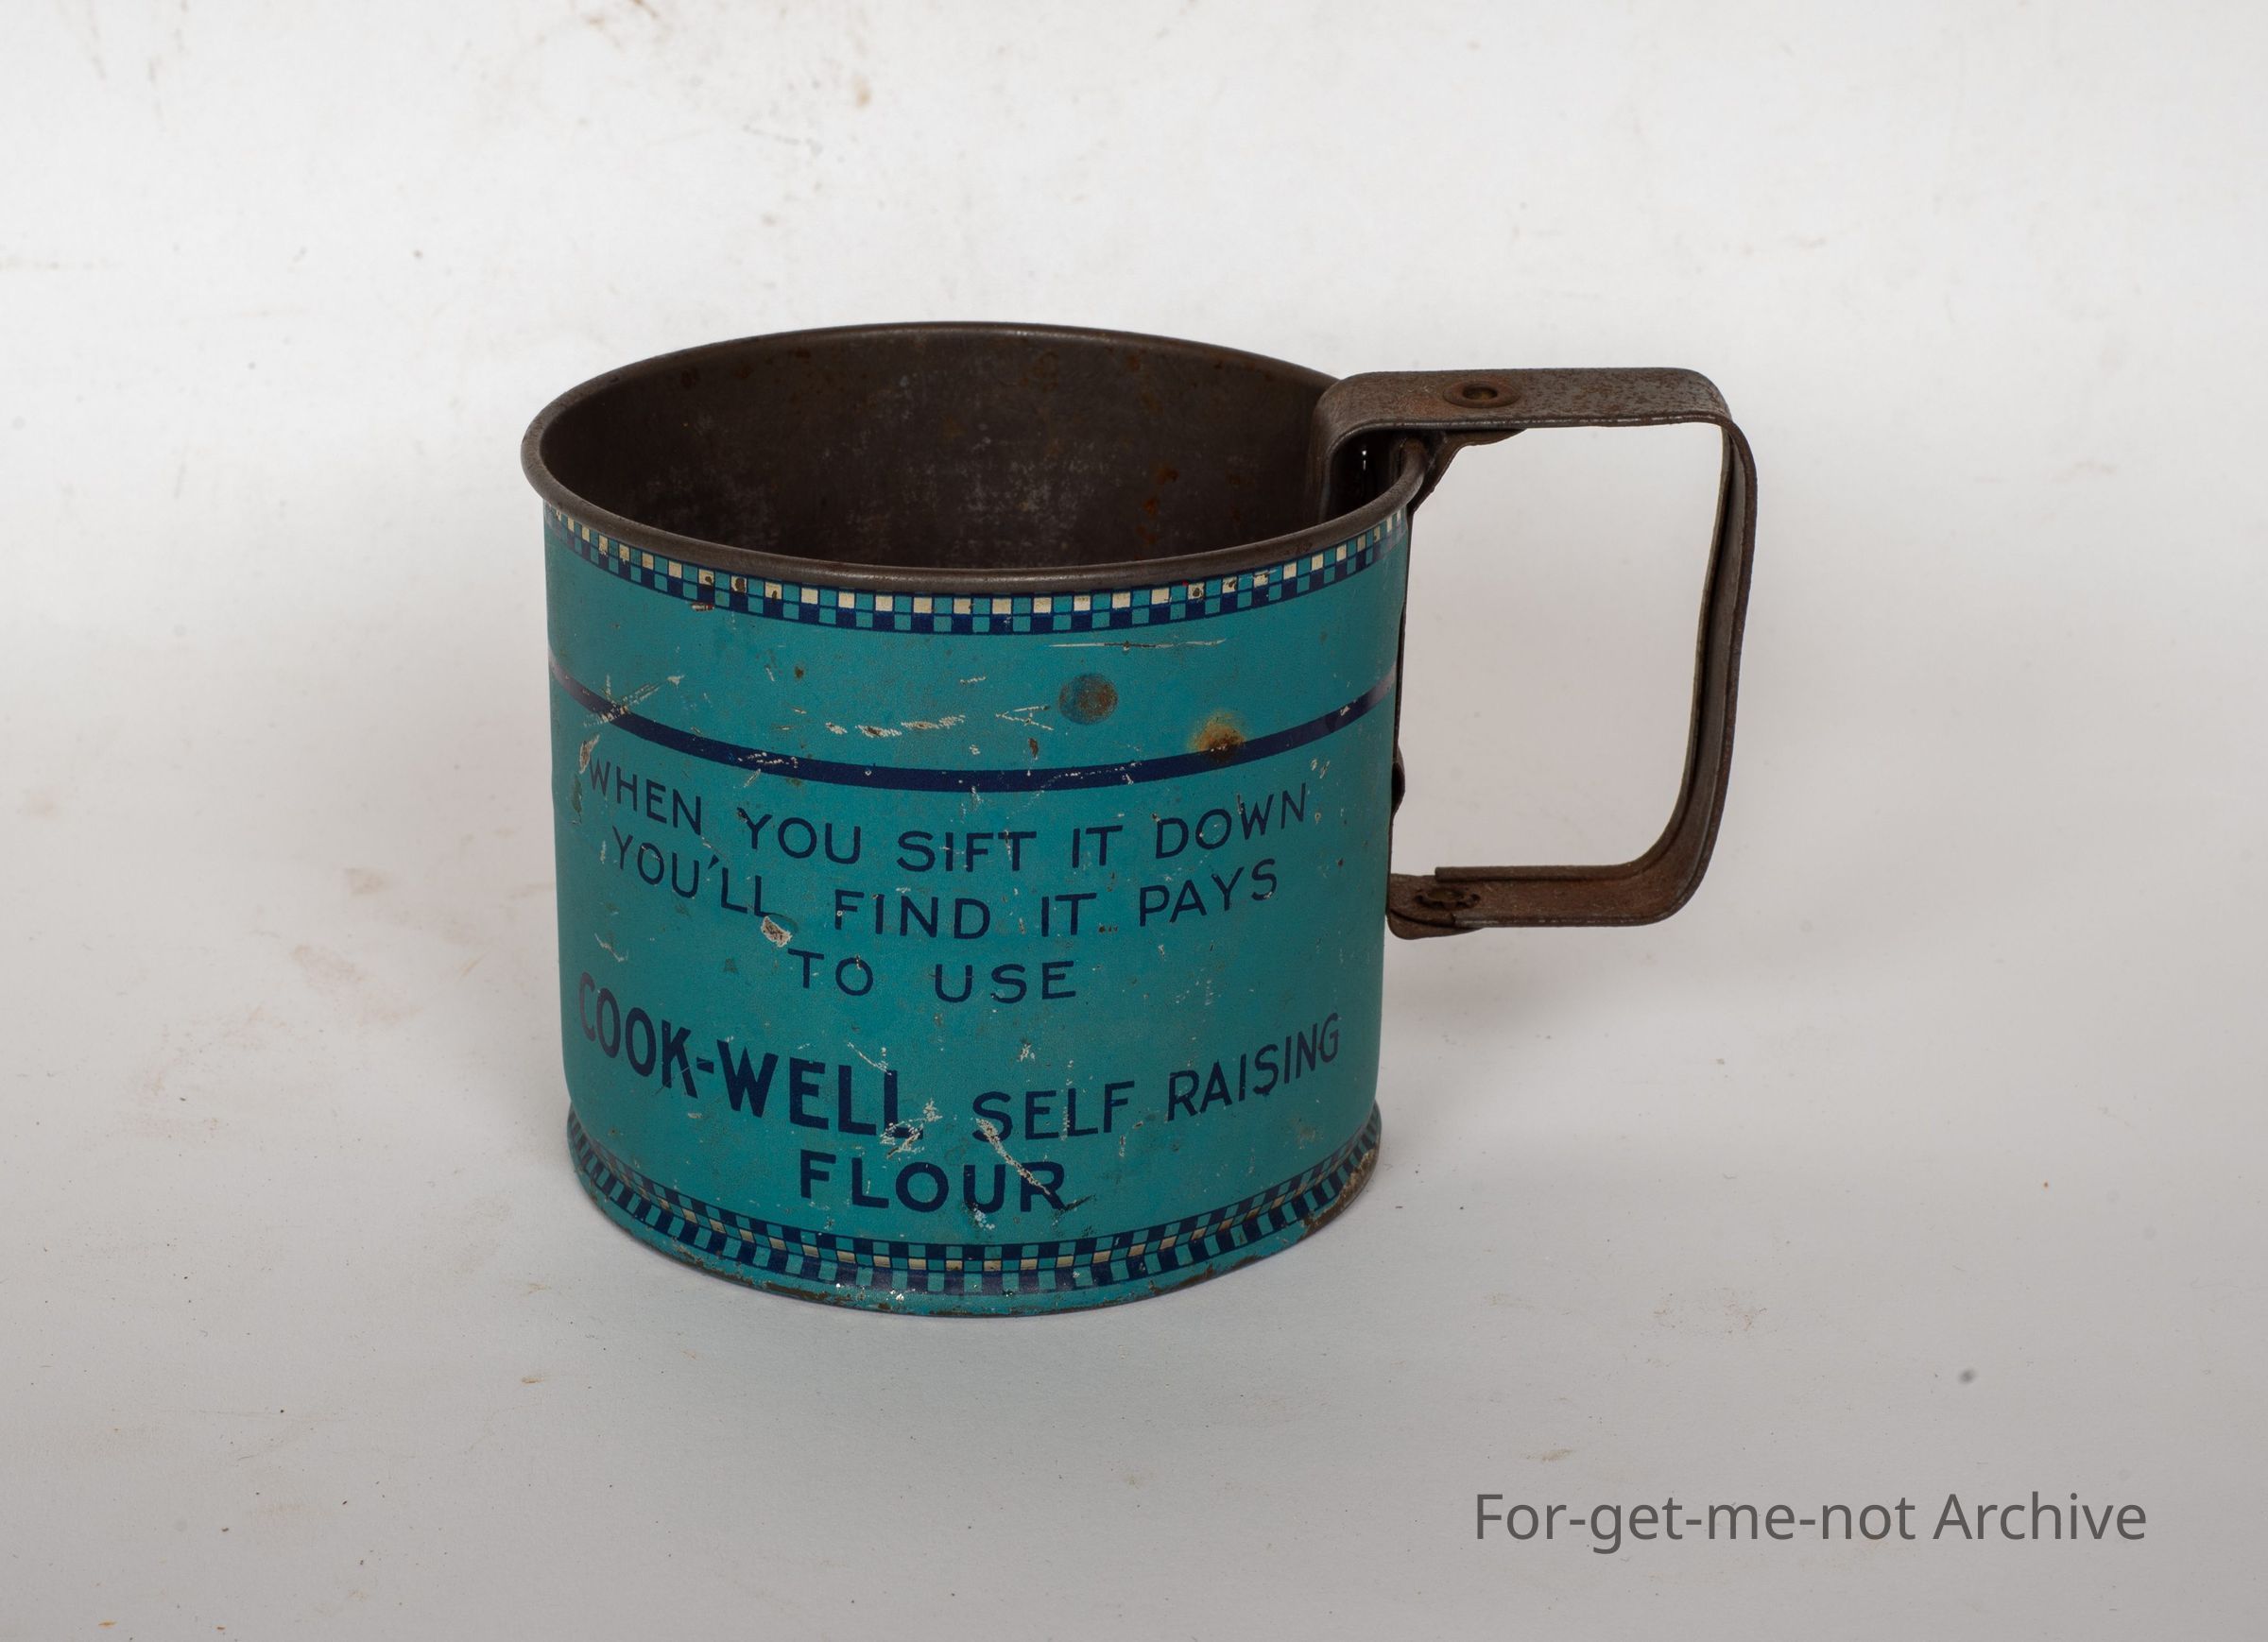 WHEN YOU SIFT IT DOWN
YOU'LL FIND IT PAYS
TO USE
COOK-WELL SELF RAISING
FLOUR
For-get-me-not Archive